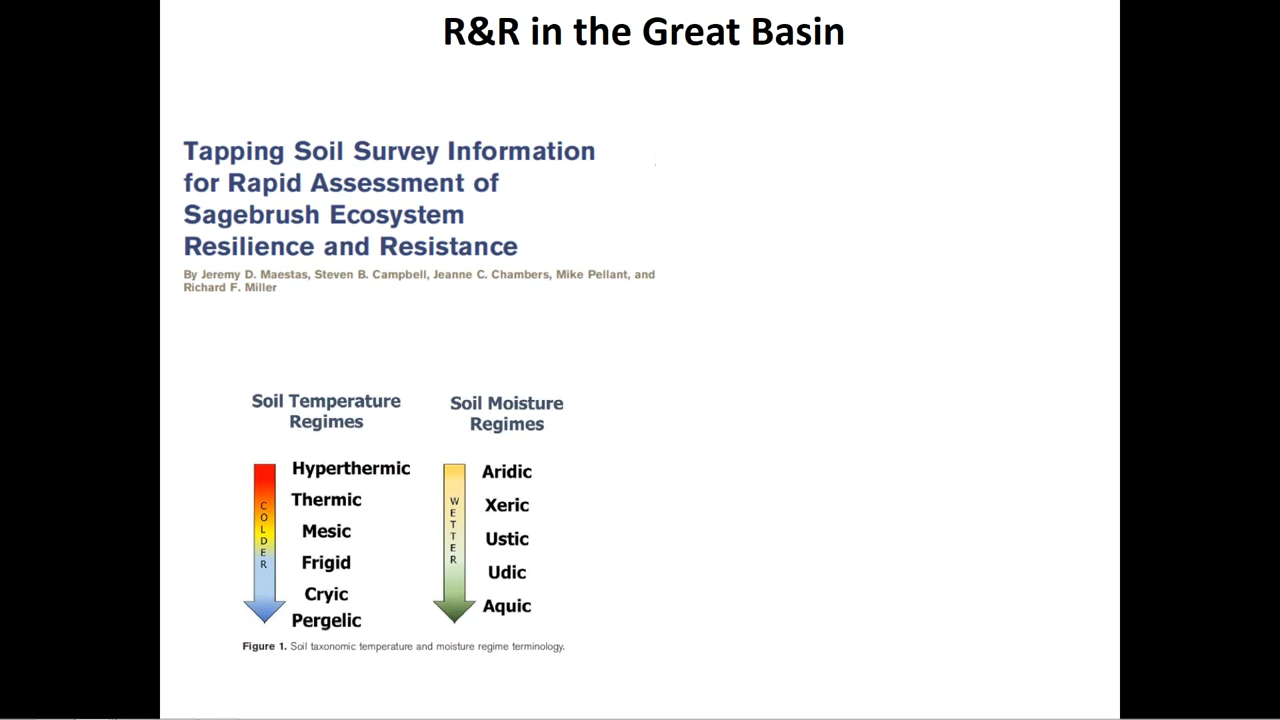 R&R in the Great Basin
Tapping Soil Survey Information
for Rapid Assessment of
Sagebrush Ecosystem
Resilience and Resistance
By Jeremy D. Maestas, Steven B. Campbell, Jeanne C. Chambers, Mike Pellant, and
Richard F. Miller
Soil Temperature
Regimes
COLDER
Hyperthermic
Thermic
Mesic
Frigid
Cryic
Pergelic
Soil Moisture
Regimes
WETTER
Aridic
Xeric
Ustic
Udic
Aquic
Figure 1. Soil taxonomic temperature and moisture regime terminology.